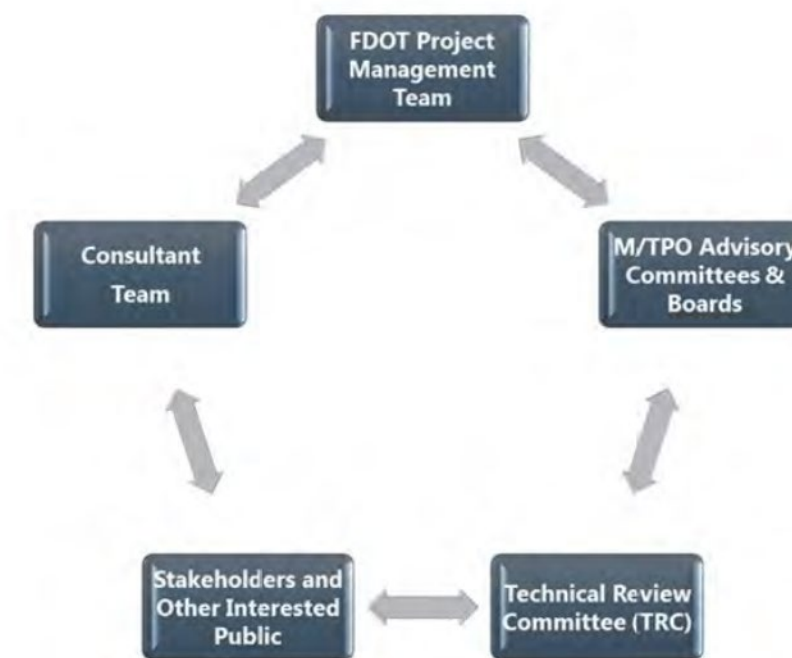 FDOT Project
Management
Team
Consultant
Team
M/TPO Advisory
Committees &
Boards
Stakeholders and
Other Interested
Public
Technical Review
Committee (TRC)